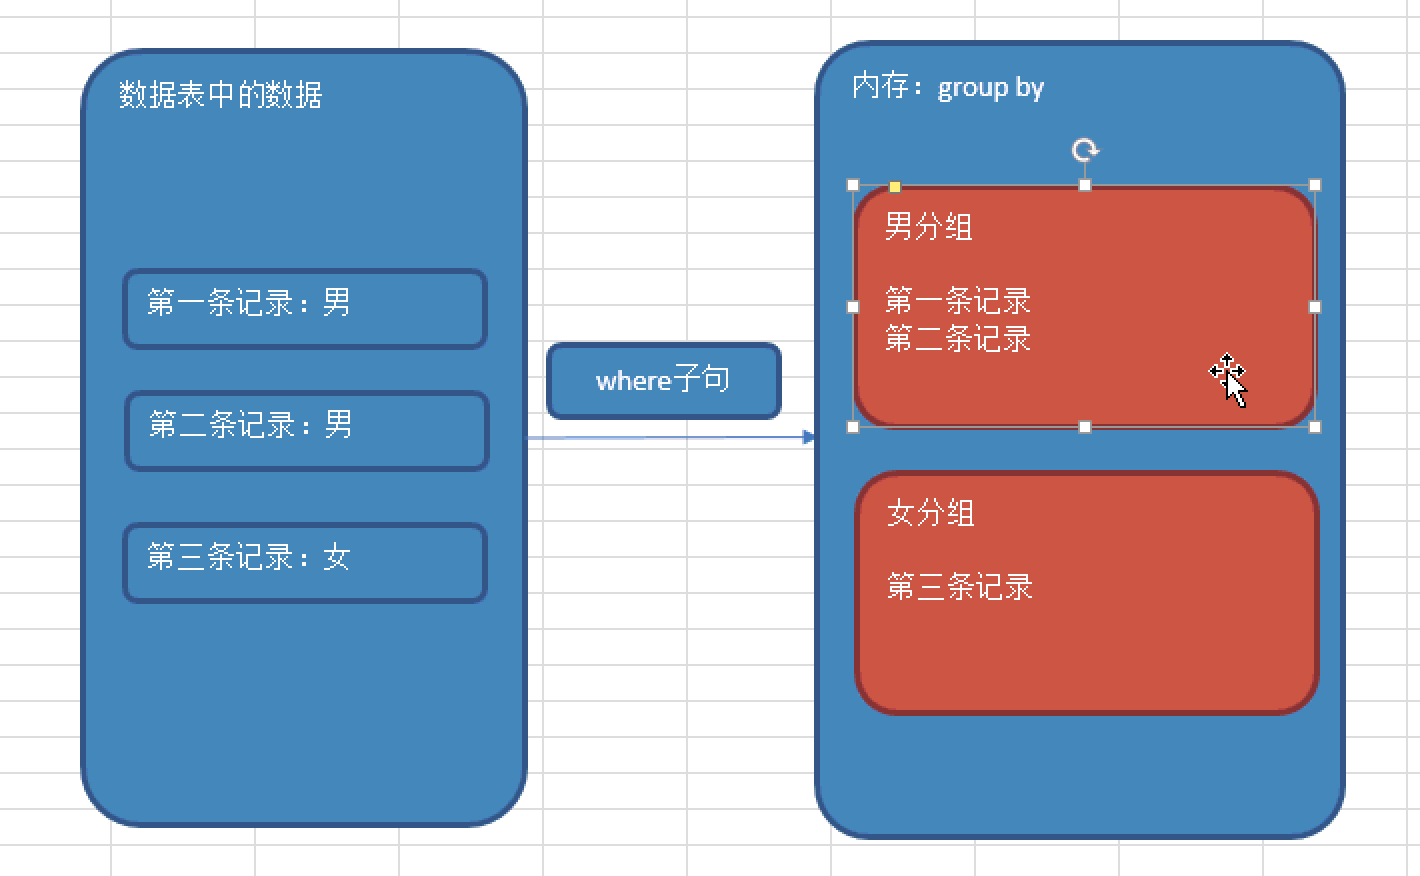 数据表中的数据
第一条记录：男
第二条记录：男
第三条记录：女
where子句
内存：group by
男分组
第一条记录
第二条记录
女分组
第三条记录